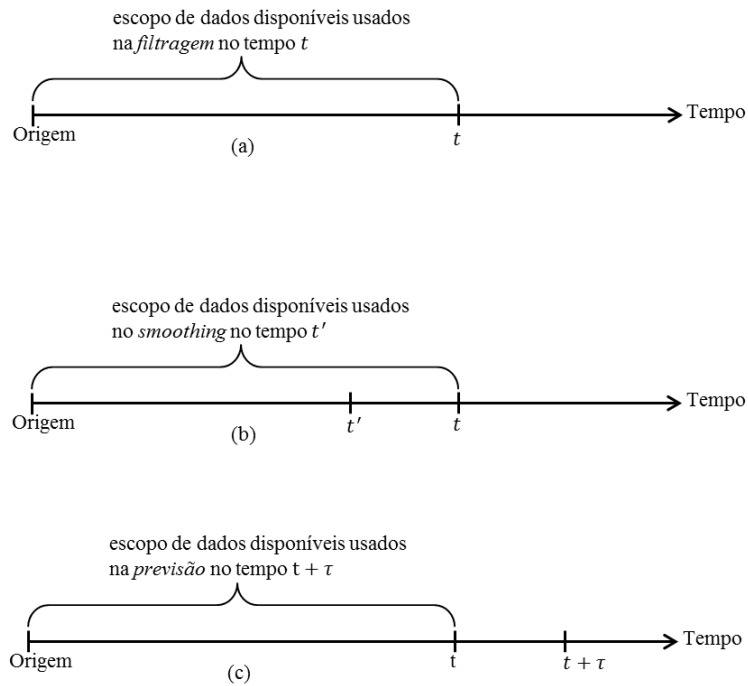 escopo de dados disponíveis usados
na filtragem no tempo t
Tempo
Origem
t
(a)
escopo de dados disponíveis usados
no smoothing no tempo t′
Tempo
Origem
t′
t
(b)
escopo de dados disponíveis usados
na previsão no tempo t + τ
Tempo
Origem
t
t + τ
(c)